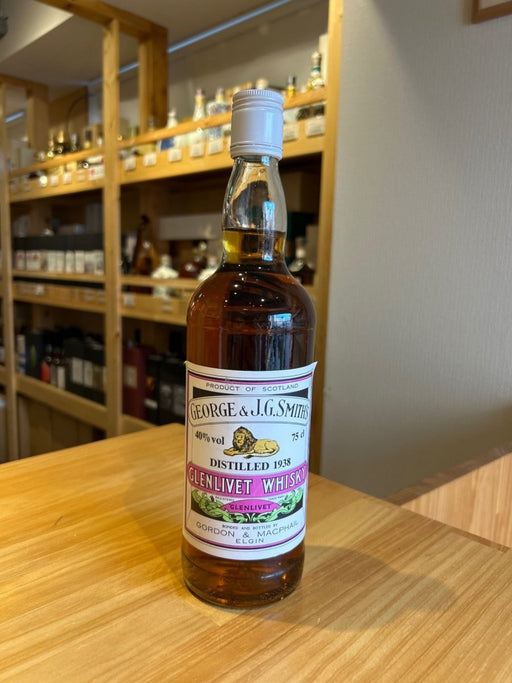 PRODUCT OF SCOTLAND
GEORGE & J.G. SMITH'S
40% vol 75 cl
DISTILLED 1938
GLENLIVET WHISKY
GLENLIVET
BONDED AND BOTTLED BY
GORDON & MACPHAIL
ELGIN